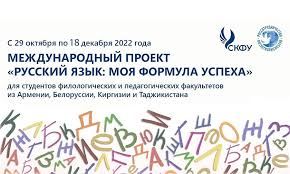 С 29 октября по 18 декабря 2022 года
СКФУ
МЕЖДУНАРОДНЫЙ ПРОЕКТ
«РУССКИЙ ЯЗЫК: МОЯ ФОРМУЛА УСПЕХА»
для студентов филологических и педагогических факультетов
из Армении, Белоруссии, Киргизии и Таджикистана